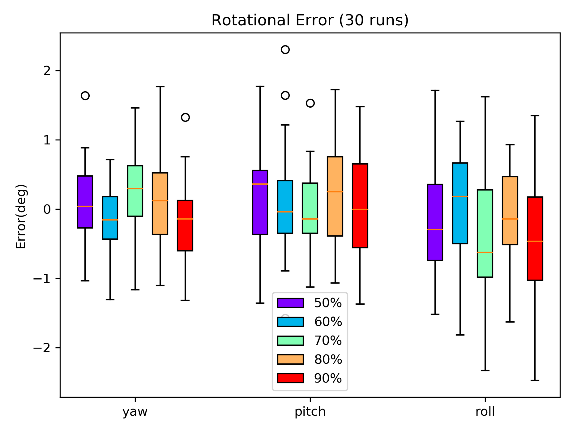 Rotational Error (30 runs)
Error(deg)
2
1
0
−1
−2
50%
60%
70%
80%
90%
yaw
pitch
roll